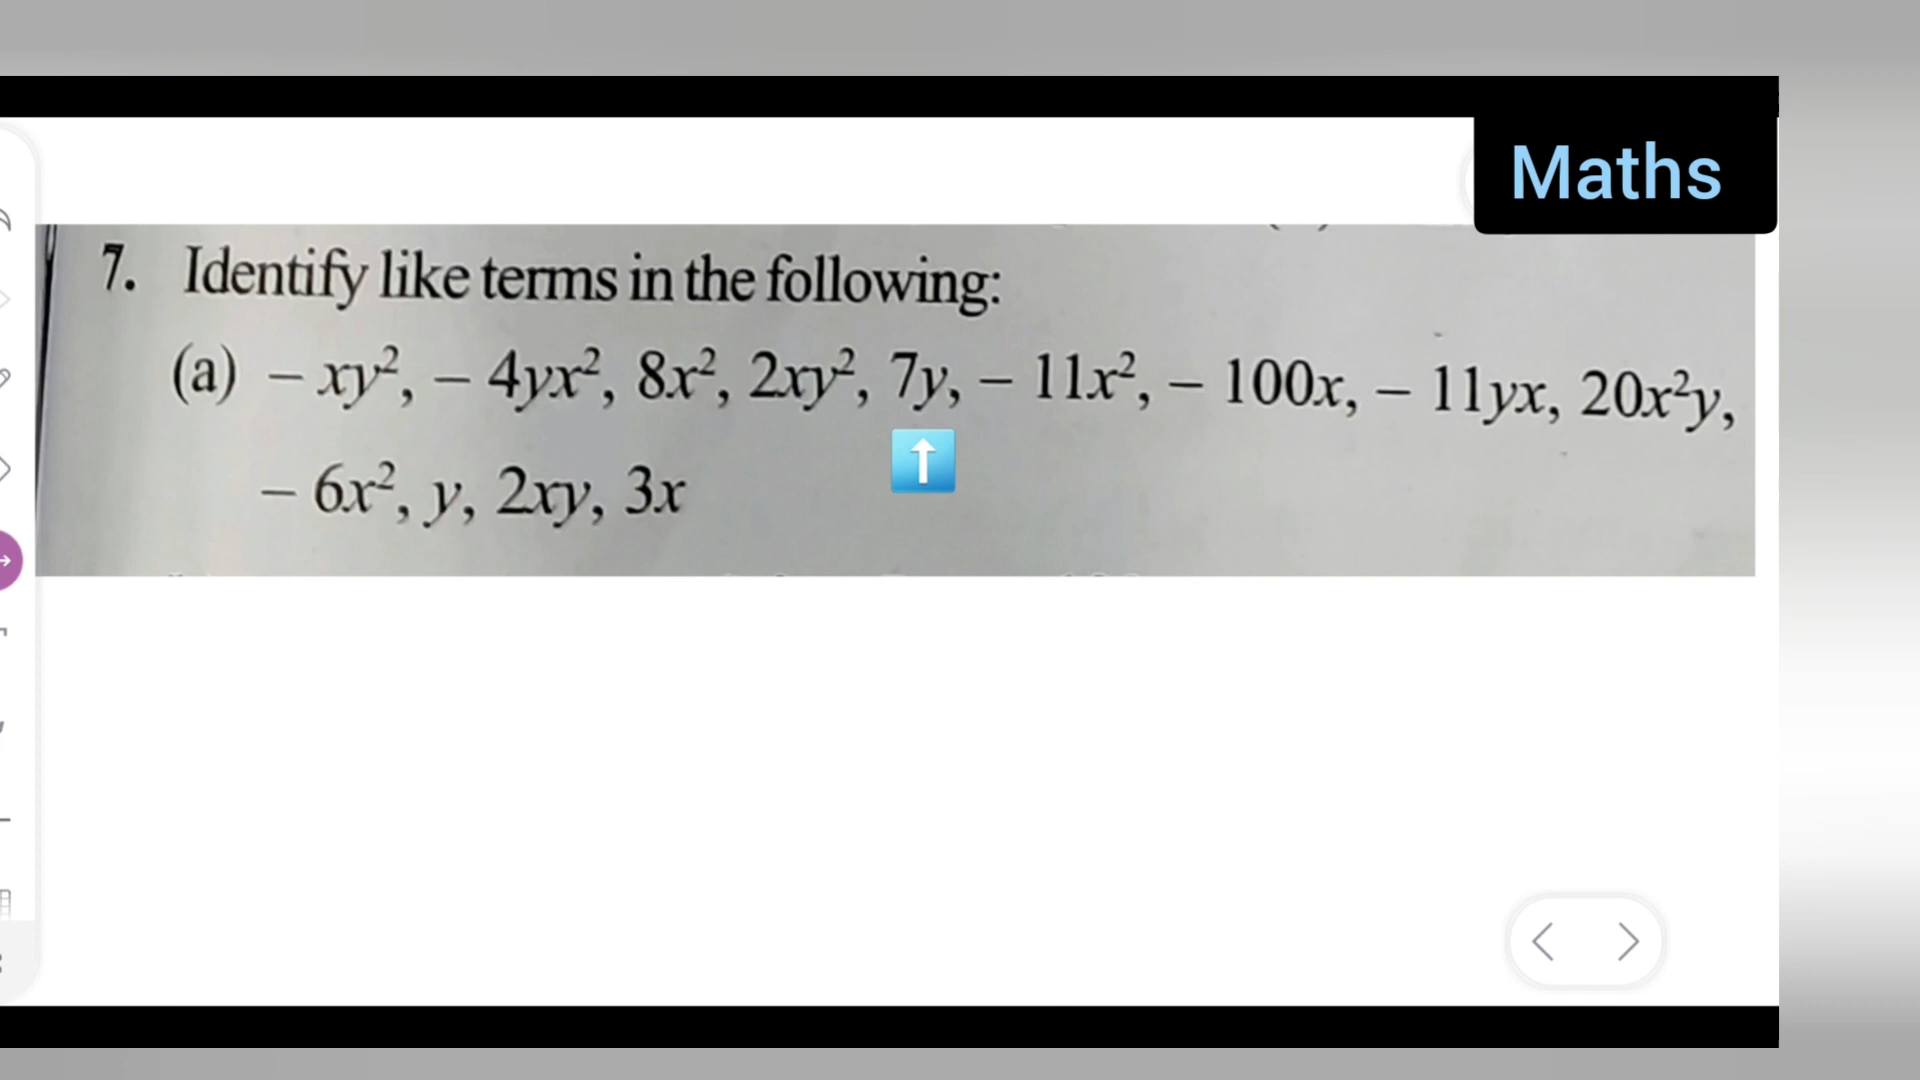 Maths
7. Identify like terms in the following:
(a) – xy², – 4yx², 8x², 2xy², 7y, – 11x², – 100x, – 11yx, 20x²y,
– 6x², y, 2xy, 3x